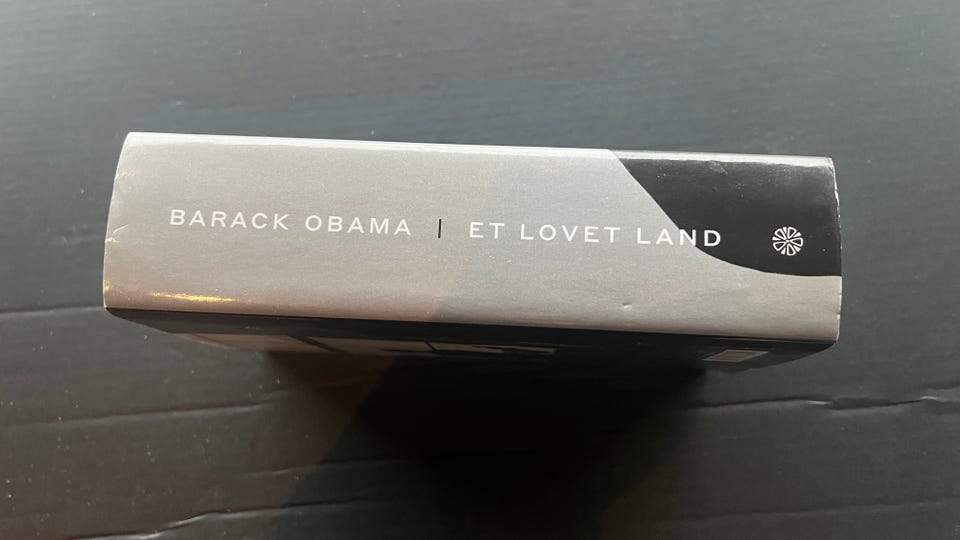 BARACK OBAMA | ET LOVET LAND